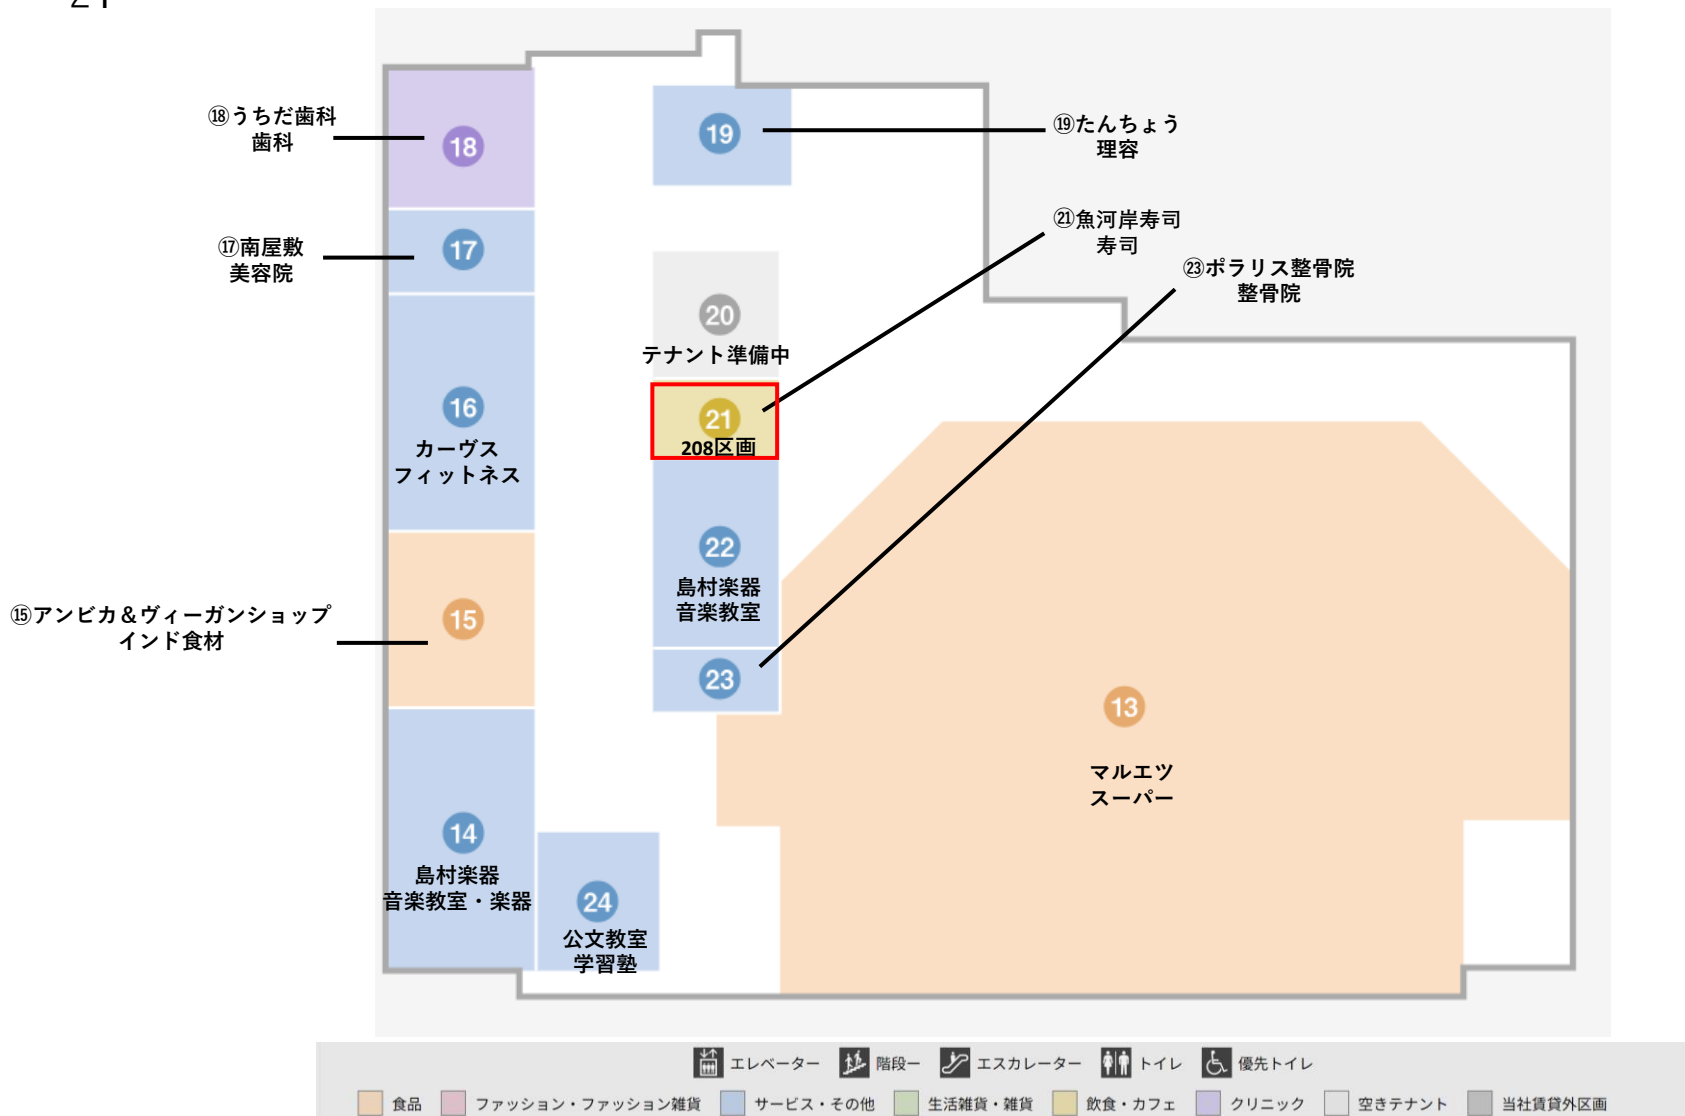 ⑱うちだ歯科
歯科
18
19
⑲たんちょう
理容
⑰南屋敷
美容院
17
㉑魚河岸寿司
寿司
㉓ポラリス整骨院
整骨院
20
テナント準備中
16
カーヴス
フィットネス
21
208区画
22
島村楽器
音楽教室
⑮アンビカ&ヴィーガンショップ
インド食材
15
23
13
マルエツ
スーパー
14
島村楽器
音楽教室・楽器
24
公文教室
学習塾
エレベーター 階段ー エスカレーター トイレ 優先トイレ
食品 ファッション・ファッション雑貨 サービス・その他 生活雑貨・雑貨 飲食・カフェ クリニック 空きテナント 当社賃貸外区画